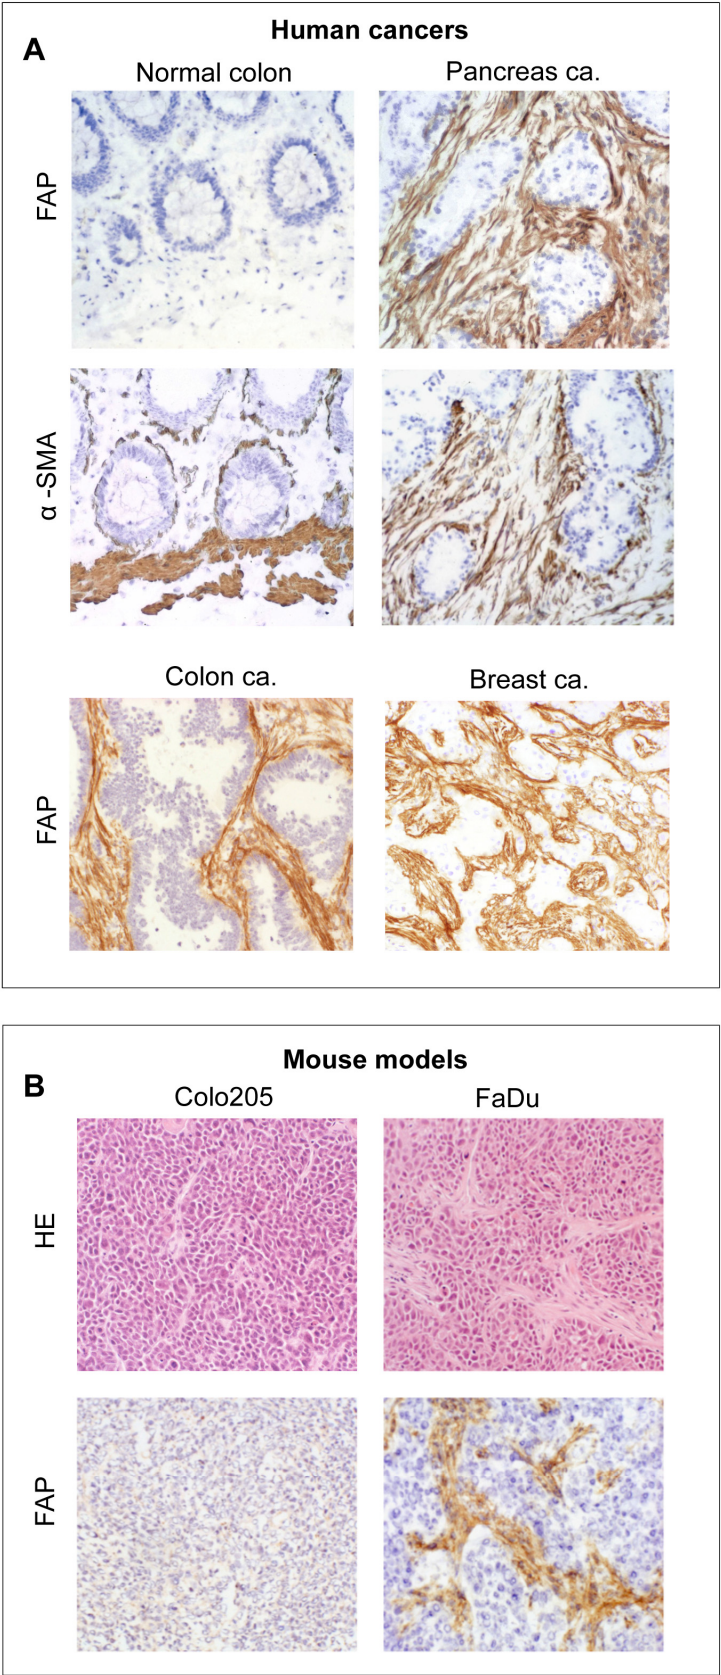 Human cancers
A
Normal colon
Pancreas ca.
FAP
α -SMA
Colon ca.
Breast ca.
FAP
Mouse models
B
Colo205
FaDu
HE
FAP